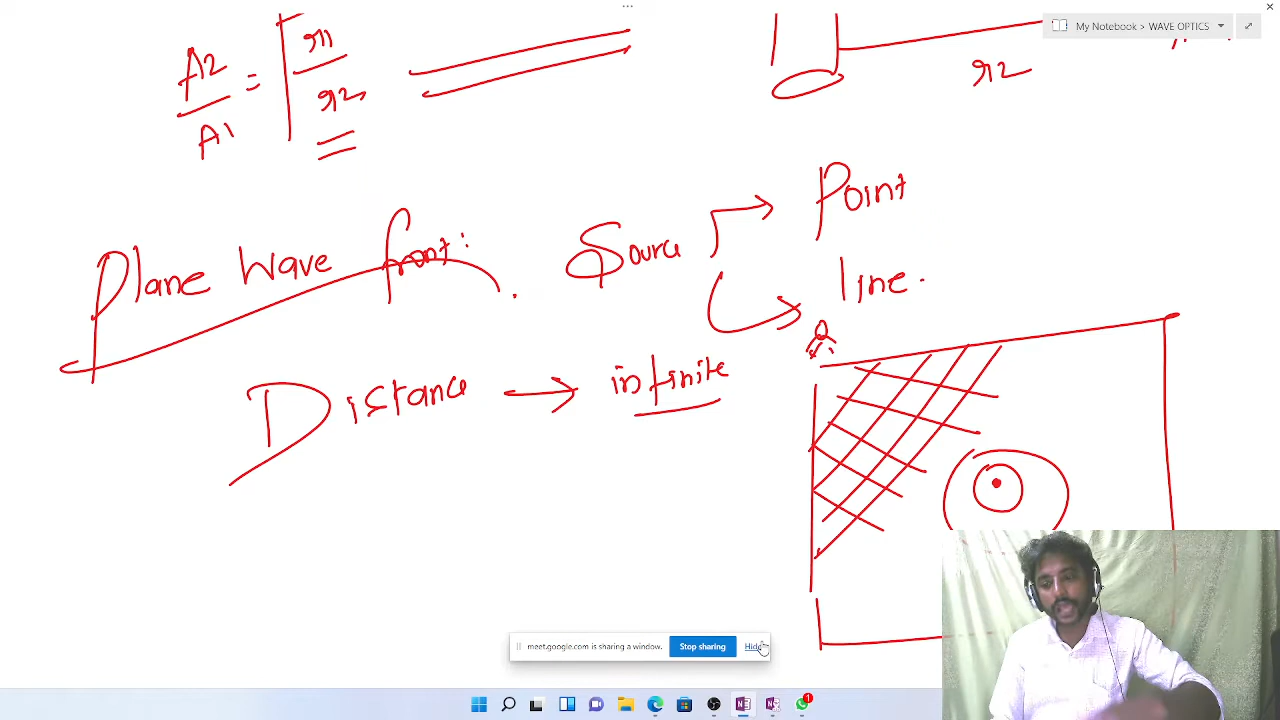 My Notebook > WAVE OPTICS
A2
A1
=
r1
r2
r2
Plane Wave front:
Source
Point
line.
Distance → infinite
meet.google.com is sharing a window.
Stop sharing
Hide
1